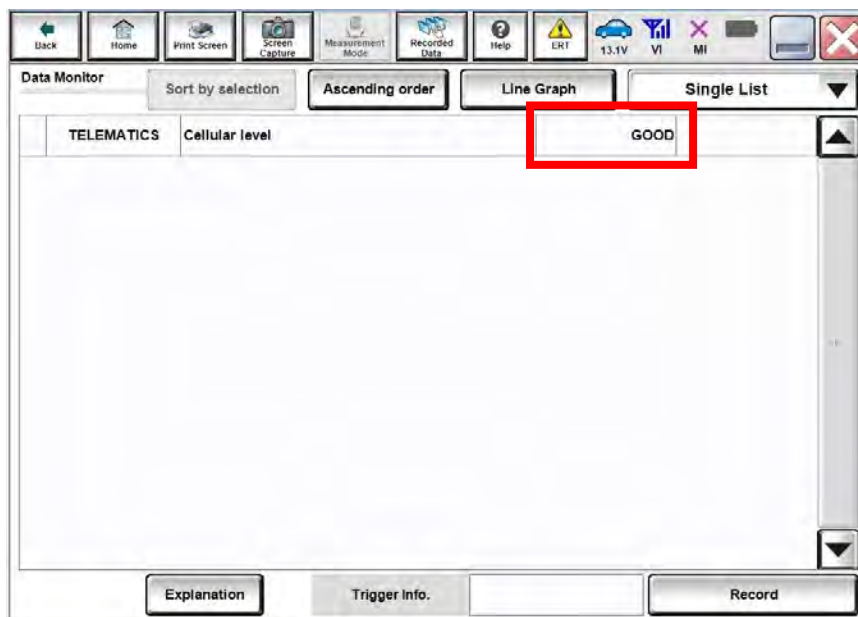 Back
Home
Print Screen
Screen
Capture
Measurement
Mode
Recorded
Data
Help
ERT
13.1V
VI
MI
Data Monitor
Sort by selection
Ascending order
Line Graph
Single List
TELEMATICS
Cellular level
GOOD
Explanation
Trigger Info.
Record